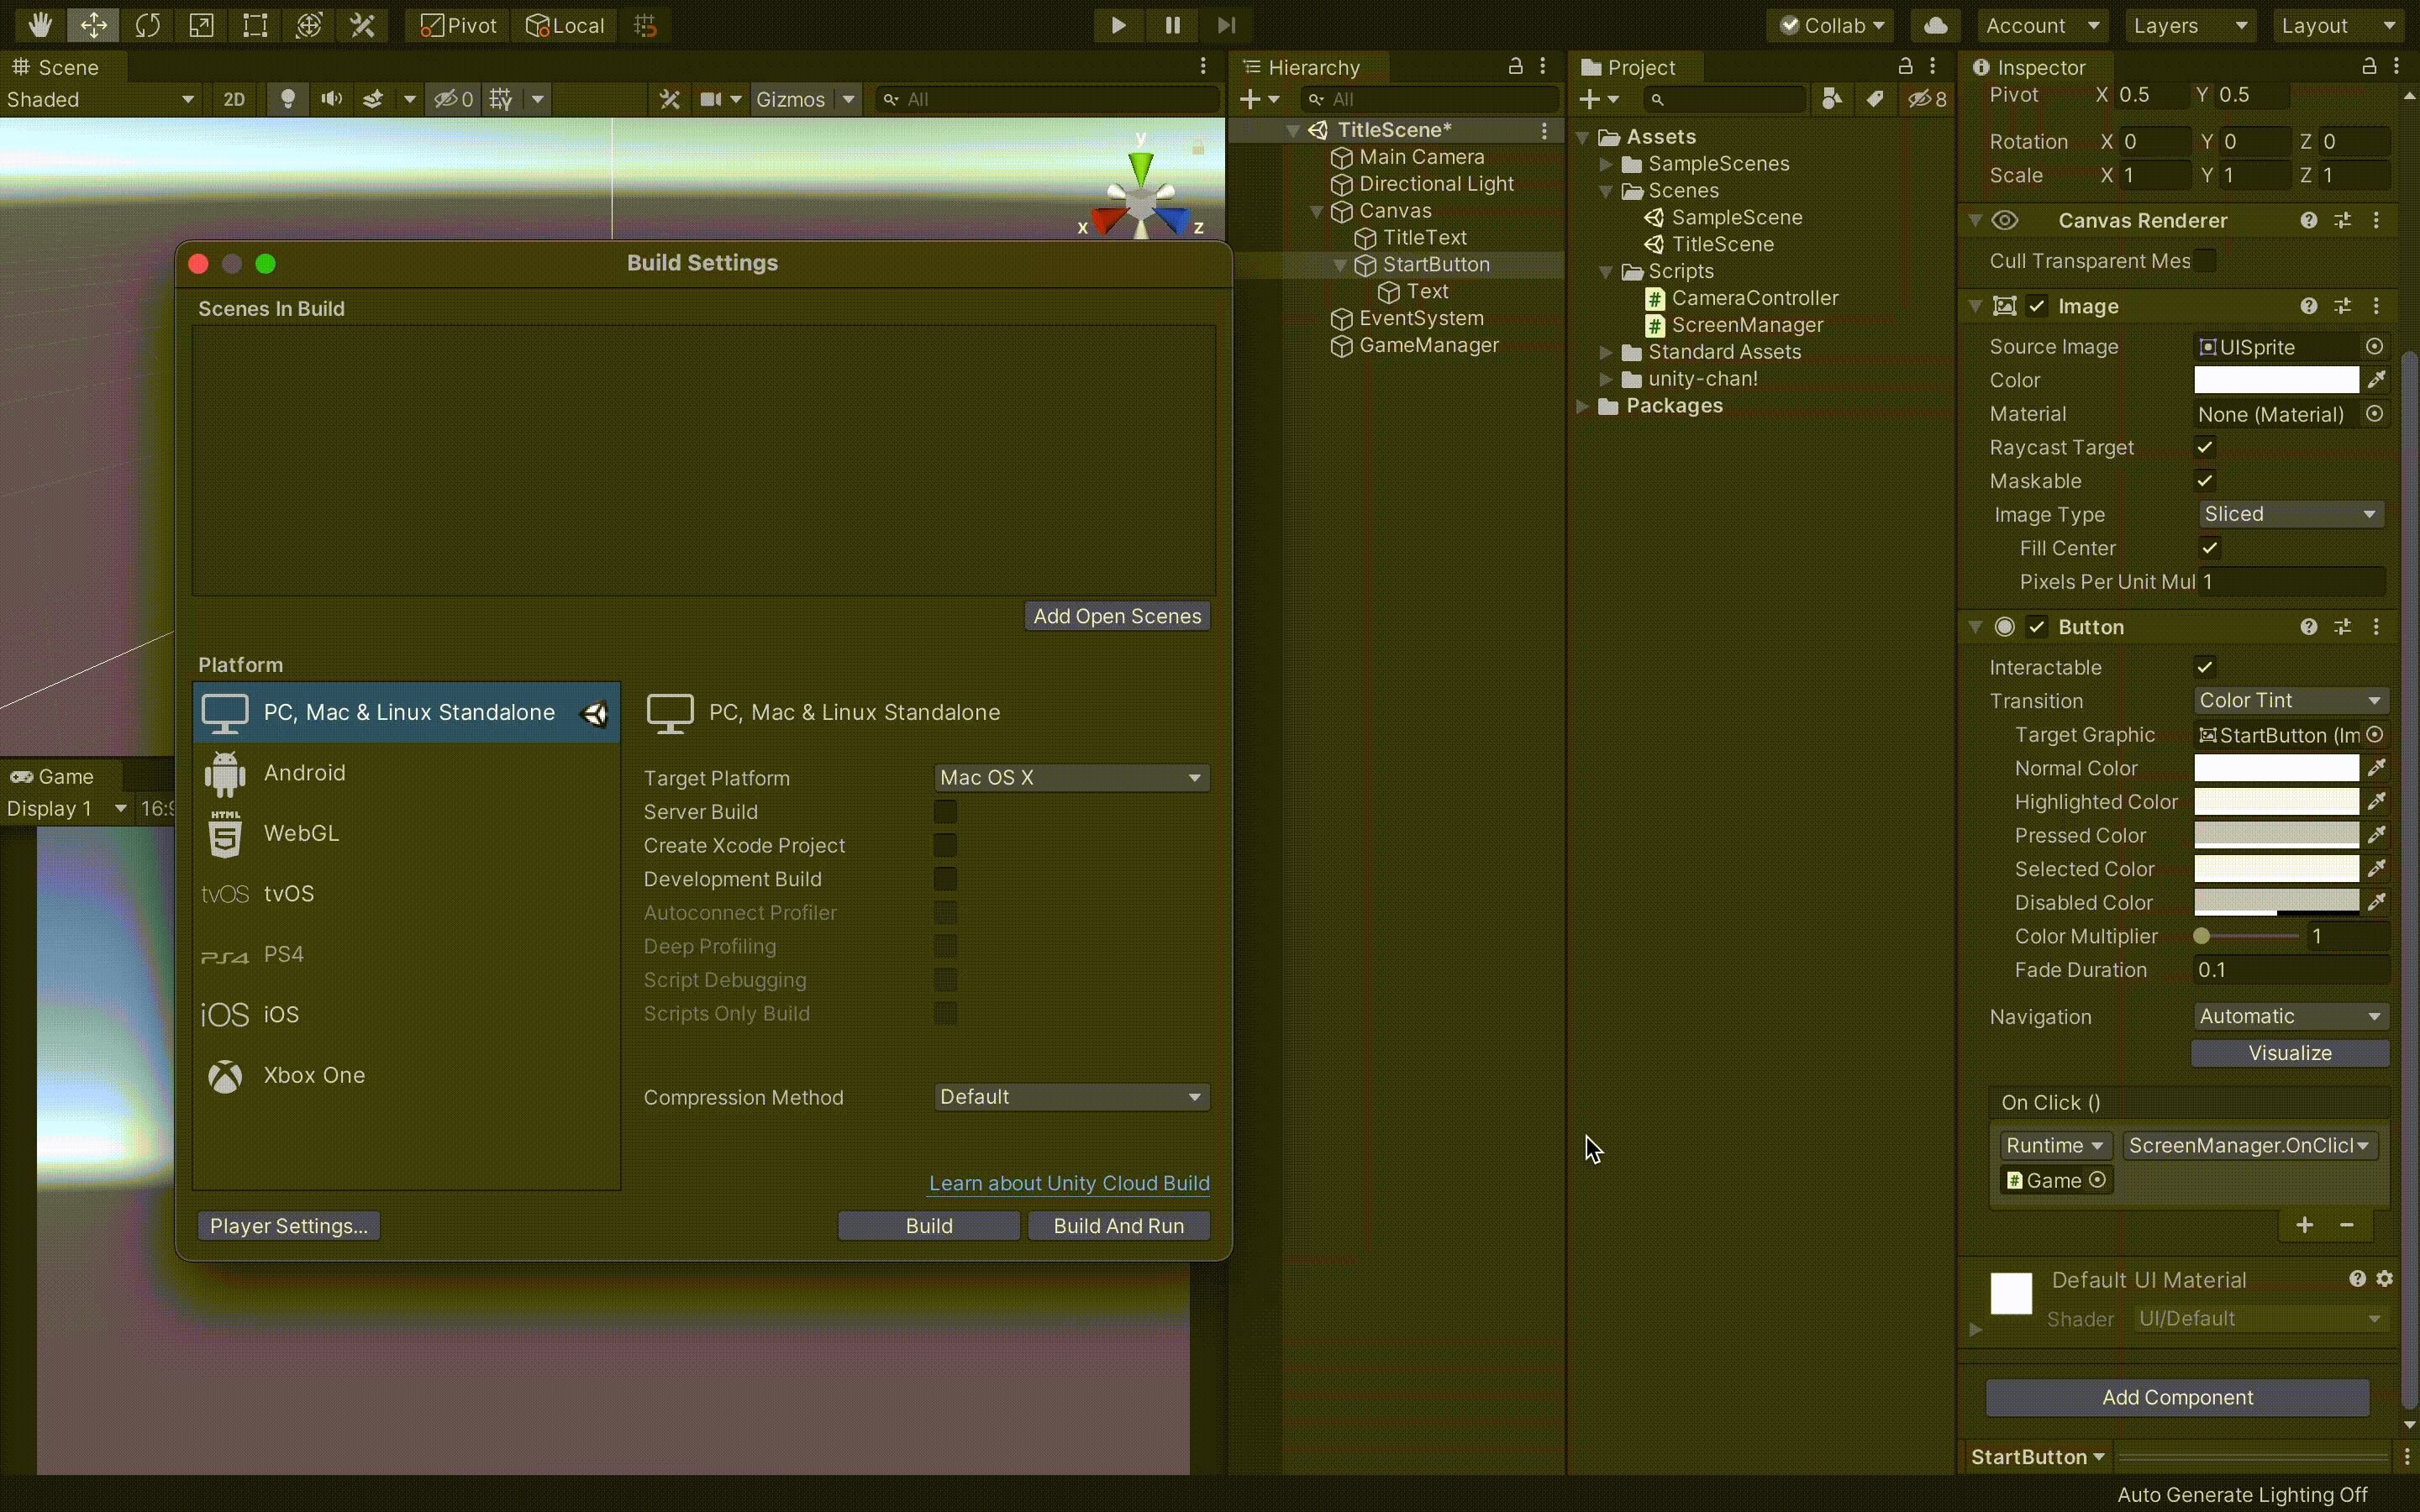 Pivot
Local
Collab
Account
Layers
Layout
Scene
Shaded
2D
0
Gizmos
All
y
x
z
Build Settings
Scenes In Build
Add Open Scenes
Platform
PC, Mac & Linux Standalone
Android
HTML
5
WebGL
tvOS
tvOS
PS4
PS4
iOS
iOS
Xbox One
PC, Mac & Linux Standalone
Target Platform
Mac OS X
Server Build
Create Xcode Project
Development Build
Autoconnect Profiler
Deep Profiling
Script Debugging
Scripts Only Build
Compression Method
Default
Learn about Unity Cloud Build
Player Settings...
Build
Build And Run
Game
Display 1
16:9
Hierarchy
All
TitleScene*
Main Camera
Directional Light
Canvas
TitleText
StartButton
Text
EventSystem
GameManager
Project
8
Assets
SampleScenes
Scenes
SampleScene
TitleScene
Scripts
# CameraController
# ScreenManager
Standard Assets
unity-chan!
Packages
Inspector
Pivot X 0.5 Y 0.5
Rotation X 0 Y 0 Z 0
Scale X 1 Y 1 Z 1
Canvas Renderer
Cull Transparent Mes
Image
Source Image UISprite
Color
Material None (Material)
Raycast Target
Maskable
Image Type Sliced
Fill Center
Pixels Per Unit Mul 1
Button
Interactable
Transition Color Tint
Target Graphic StartButton (Im
Normal Color
Highlighted Color
Pressed Color
Selected Color
Disabled Color
Color Multiplier 1
Fade Duration 0.1
Navigation Automatic
Visualize
On Click ()
Runtime ScreenManager.OnClicl
# Game
Default UI Material
Shader UI/Default
Add Component
StartButton
Auto Generate Lighting Off